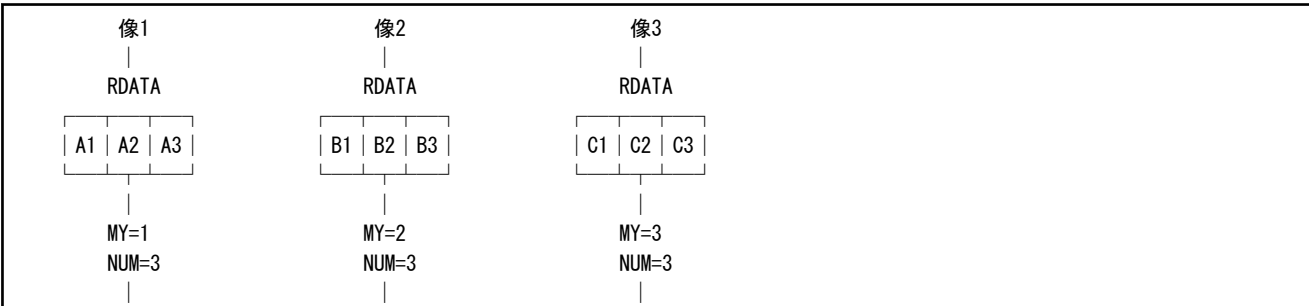 像1 像2 像3
RDATA RDATA RDATA
A1 A2 A3 B1 B2 B3 C1 C2 C3
MY=1 MY=2 MY=3
NUM=3 NUM=3 NUM=3